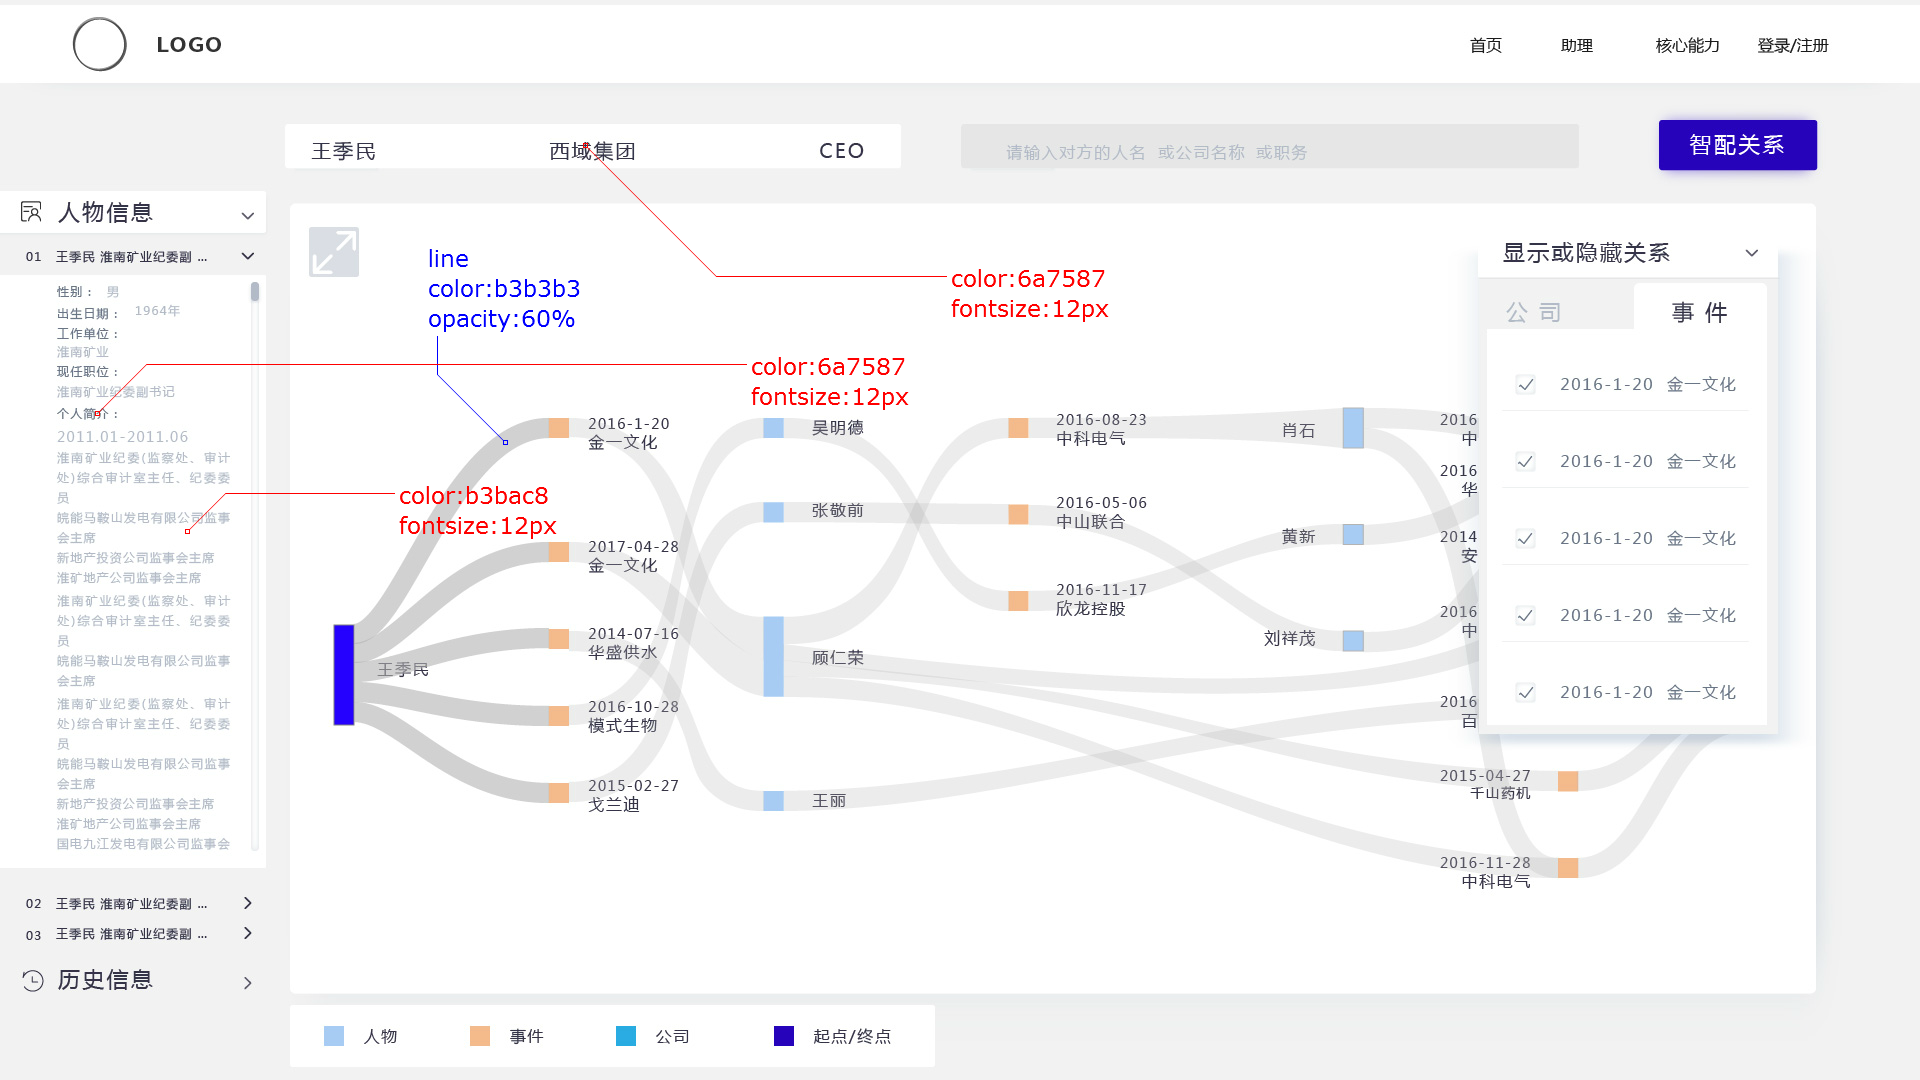 LOGO
首页
助理
核心能力
登录/注册
王季民
西域集团
CEO
请输入对方的人名 或公司名称 或职务
智配关系
人物信息
01 王季民 淮南矿业纪委副 ...
性别： 男
出生日期： 1964年
工作单位：
淮南矿业
现任职位：
淮南矿业纪委副书记
个人简介：
2011.01-2011.06
淮南矿业纪委(监察处、审计
处)综合审计室主任、纪委委
员
皖能马鞍山发电有限公司监事
会主席
新地产投资公司监事会主席
淮矿地产公司监事会主席
淮南矿业纪委(监察处、审计
处)综合审计室主任、纪委委
员
皖能马鞍山发电有限公司监事
会主席
淮南矿业纪委(监察处、审计
处)综合审计室主任、纪委委
员
皖能马鞍山发电有限公司监事
会主席
新地产投资公司监事会主席
淮矿地产公司监事会主席
国电九江发电有限公司监事会
02 王季民 淮南矿业纪委副 ...
03 王季民 淮南矿业纪委副 ...
历史信息
line
color:b3b3b3
opacity:60%
color:6a7587
fontsize:12px
color:6a7587
fontsize:12px
color:b3bac8
fontsize:12px
王季民
2016-1-20
金一文化
2017-04-28
金一文化
2014-07-16
华盛供水
2016-10-28
模式生物
2015-02-27
戈兰迪
吴明德
张敬前
顾仁荣
王丽
2016-08-23
中科电气
2016-05-06
中山联合
2016-11-17
欣龙控股
肖石
黄新
刘祥茂
2016
中
2016
华
2014
安
2016
中
2016
百
2015-04-27
千山药机
2016-11-28
中科电气
显示或隐藏关系
公司
事件
2016-1-20 金一文化
2016-1-20 金一文化
2016-1-20 金一文化
2016-1-20 金一文化
2016-1-20 金一文化
人物
事件
公司
起点/终点